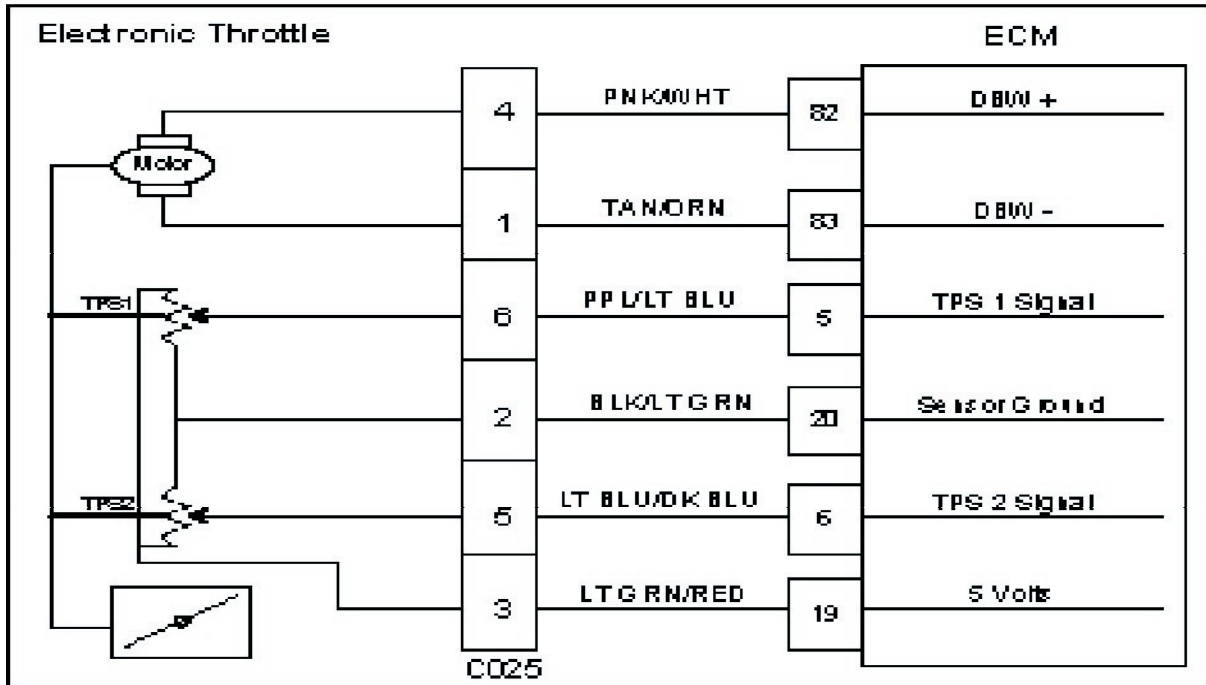 Electronic Throttle
ECM
4
PNK/WHT
82
DBW +
Motor
1
TAN/ORN
83
DBW -
TPS1
6
PPL/LT BLU
5
TPS 1 Signal
2
BLK/LT GRN
20
Sensor Ground
TPS2
5
LT BLU/DK BLU
6
TPS 2 Signal
3
LT GRN/RED
19
5 Volts
C025